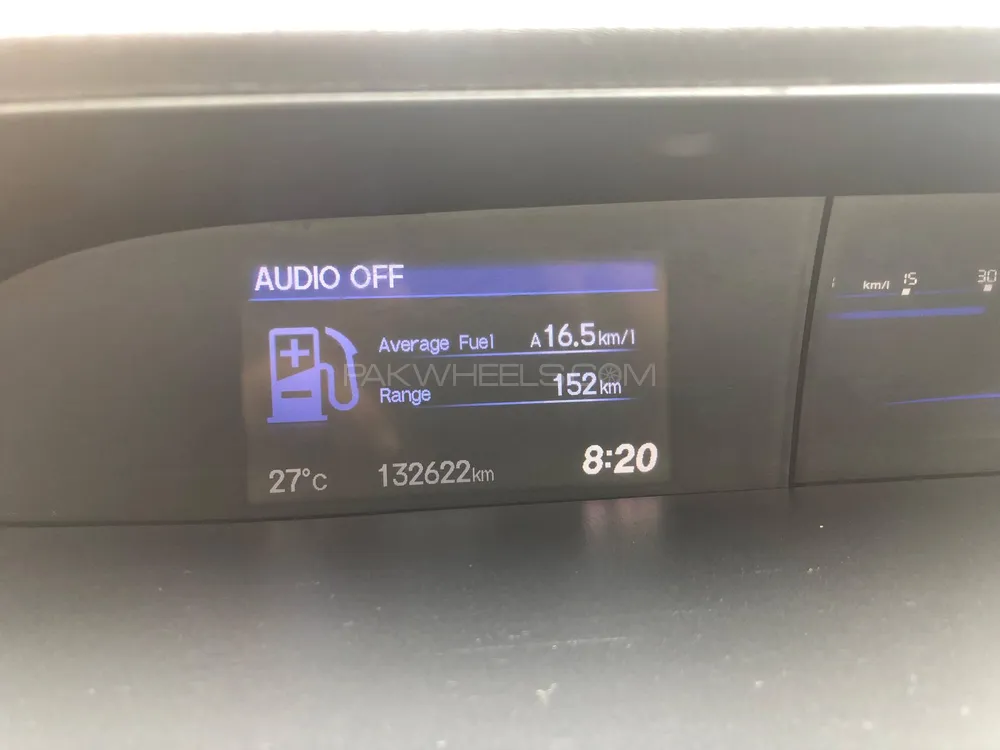 AUDIO OFF
Average Fuel A16.5km/l
PAKWHEELS.COM
Range 152km
27°C 132622km 8:20
km/l 15 30